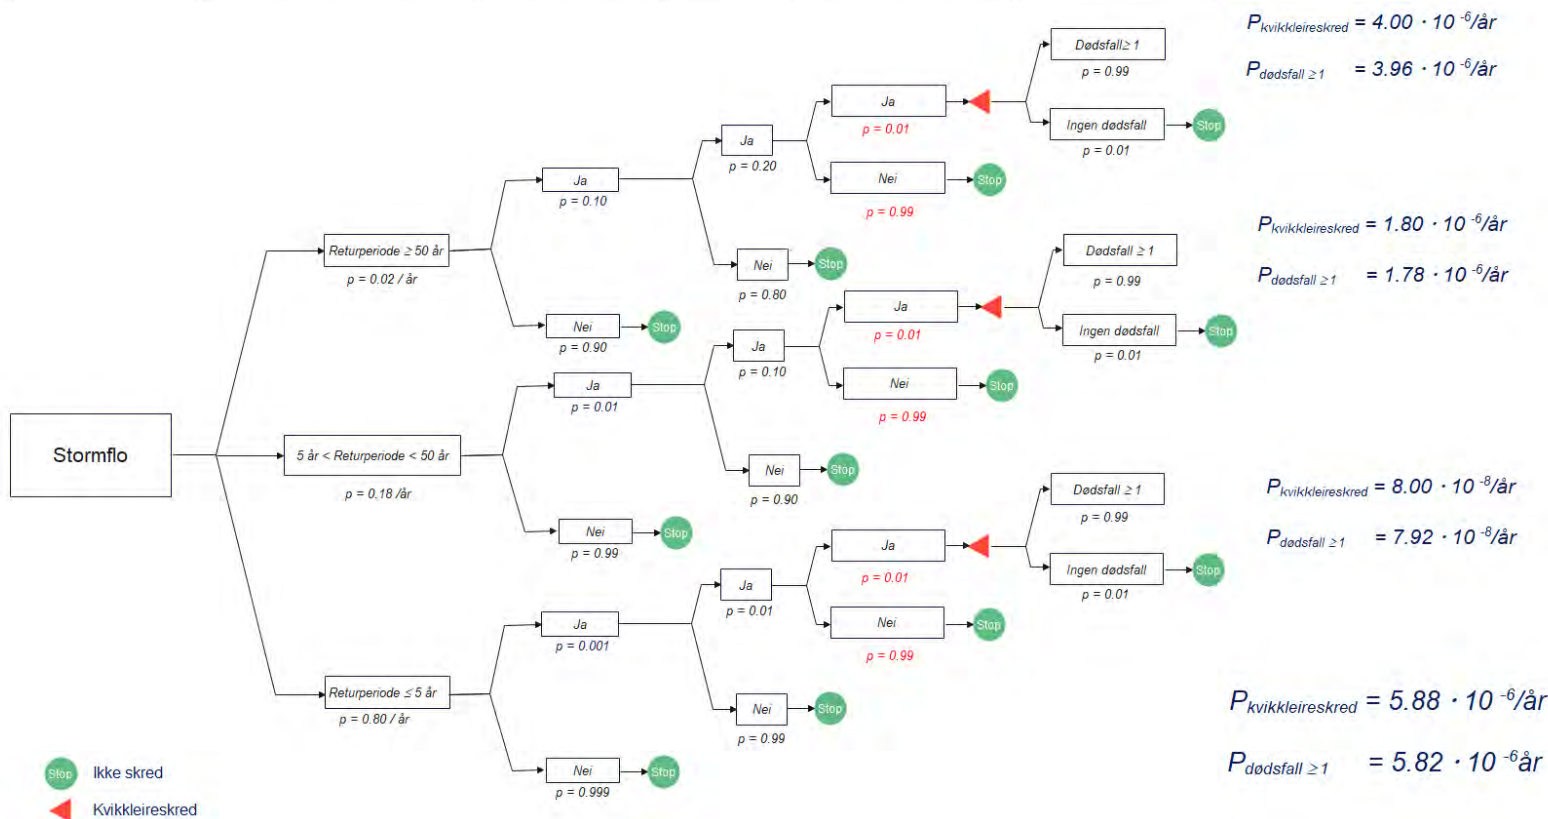 P kvikkleireskred = 4.00 · 10 -6/år
Dødsfall≥ 1
p = 0.99
P dødsfall ≥1 = 3.96 · 10 -6/år
Ja
p = 0.01
Ingen dødsfall
Stop
p = 0.01
Ja
p = 0.20
Nei
Stop
p = 0.99
Ja
p = 0.10
Returperiode ≥ 50 år
p = 0.02 / år
Nei
Stop
p = 0.80
Nei
Stop
p = 0.90
P kvikkleireskred = 1.80 · 10 -6/år
Dødsfall ≥ 1
p = 0.99
P dødsfall ≥1 = 1.78 · 10 -6/år
Ja
p = 0.01
Ingen dødsfall
Stop
p = 0.01
Ja
p = 0.10
Nei
Stop
p = 0.99
Ja
p = 0.01
Stormflo
5 år < Returperiode < 50 år
p = 0.18 /år
Nei
Stop
p = 0.90
Nei
Stop
p = 0.99
P kvikkleireskred = 8.00 · 10 -8/år
Dødsfall ≥ 1
p = 0.99
P dødsfall ≥1 = 7.92 · 10 -8/år
Ja
p = 0.01
Ingen dødsfall
Stop
p = 0.01
Ja
p = 0.01
Nei
Stop
p = 0.99
Ja
p = 0.001
Returperiode ≤ 5 år
p = 0.80 / år
Nei
Stop
p = 0.99
Nei
Stop
p = 0.999
P kvikkleireskred = 5.88 · 10 -6/år
P dødsfall ≥1 = 5.82 · 10 -6år
Stop Ikke skred
Kvikkleireskred